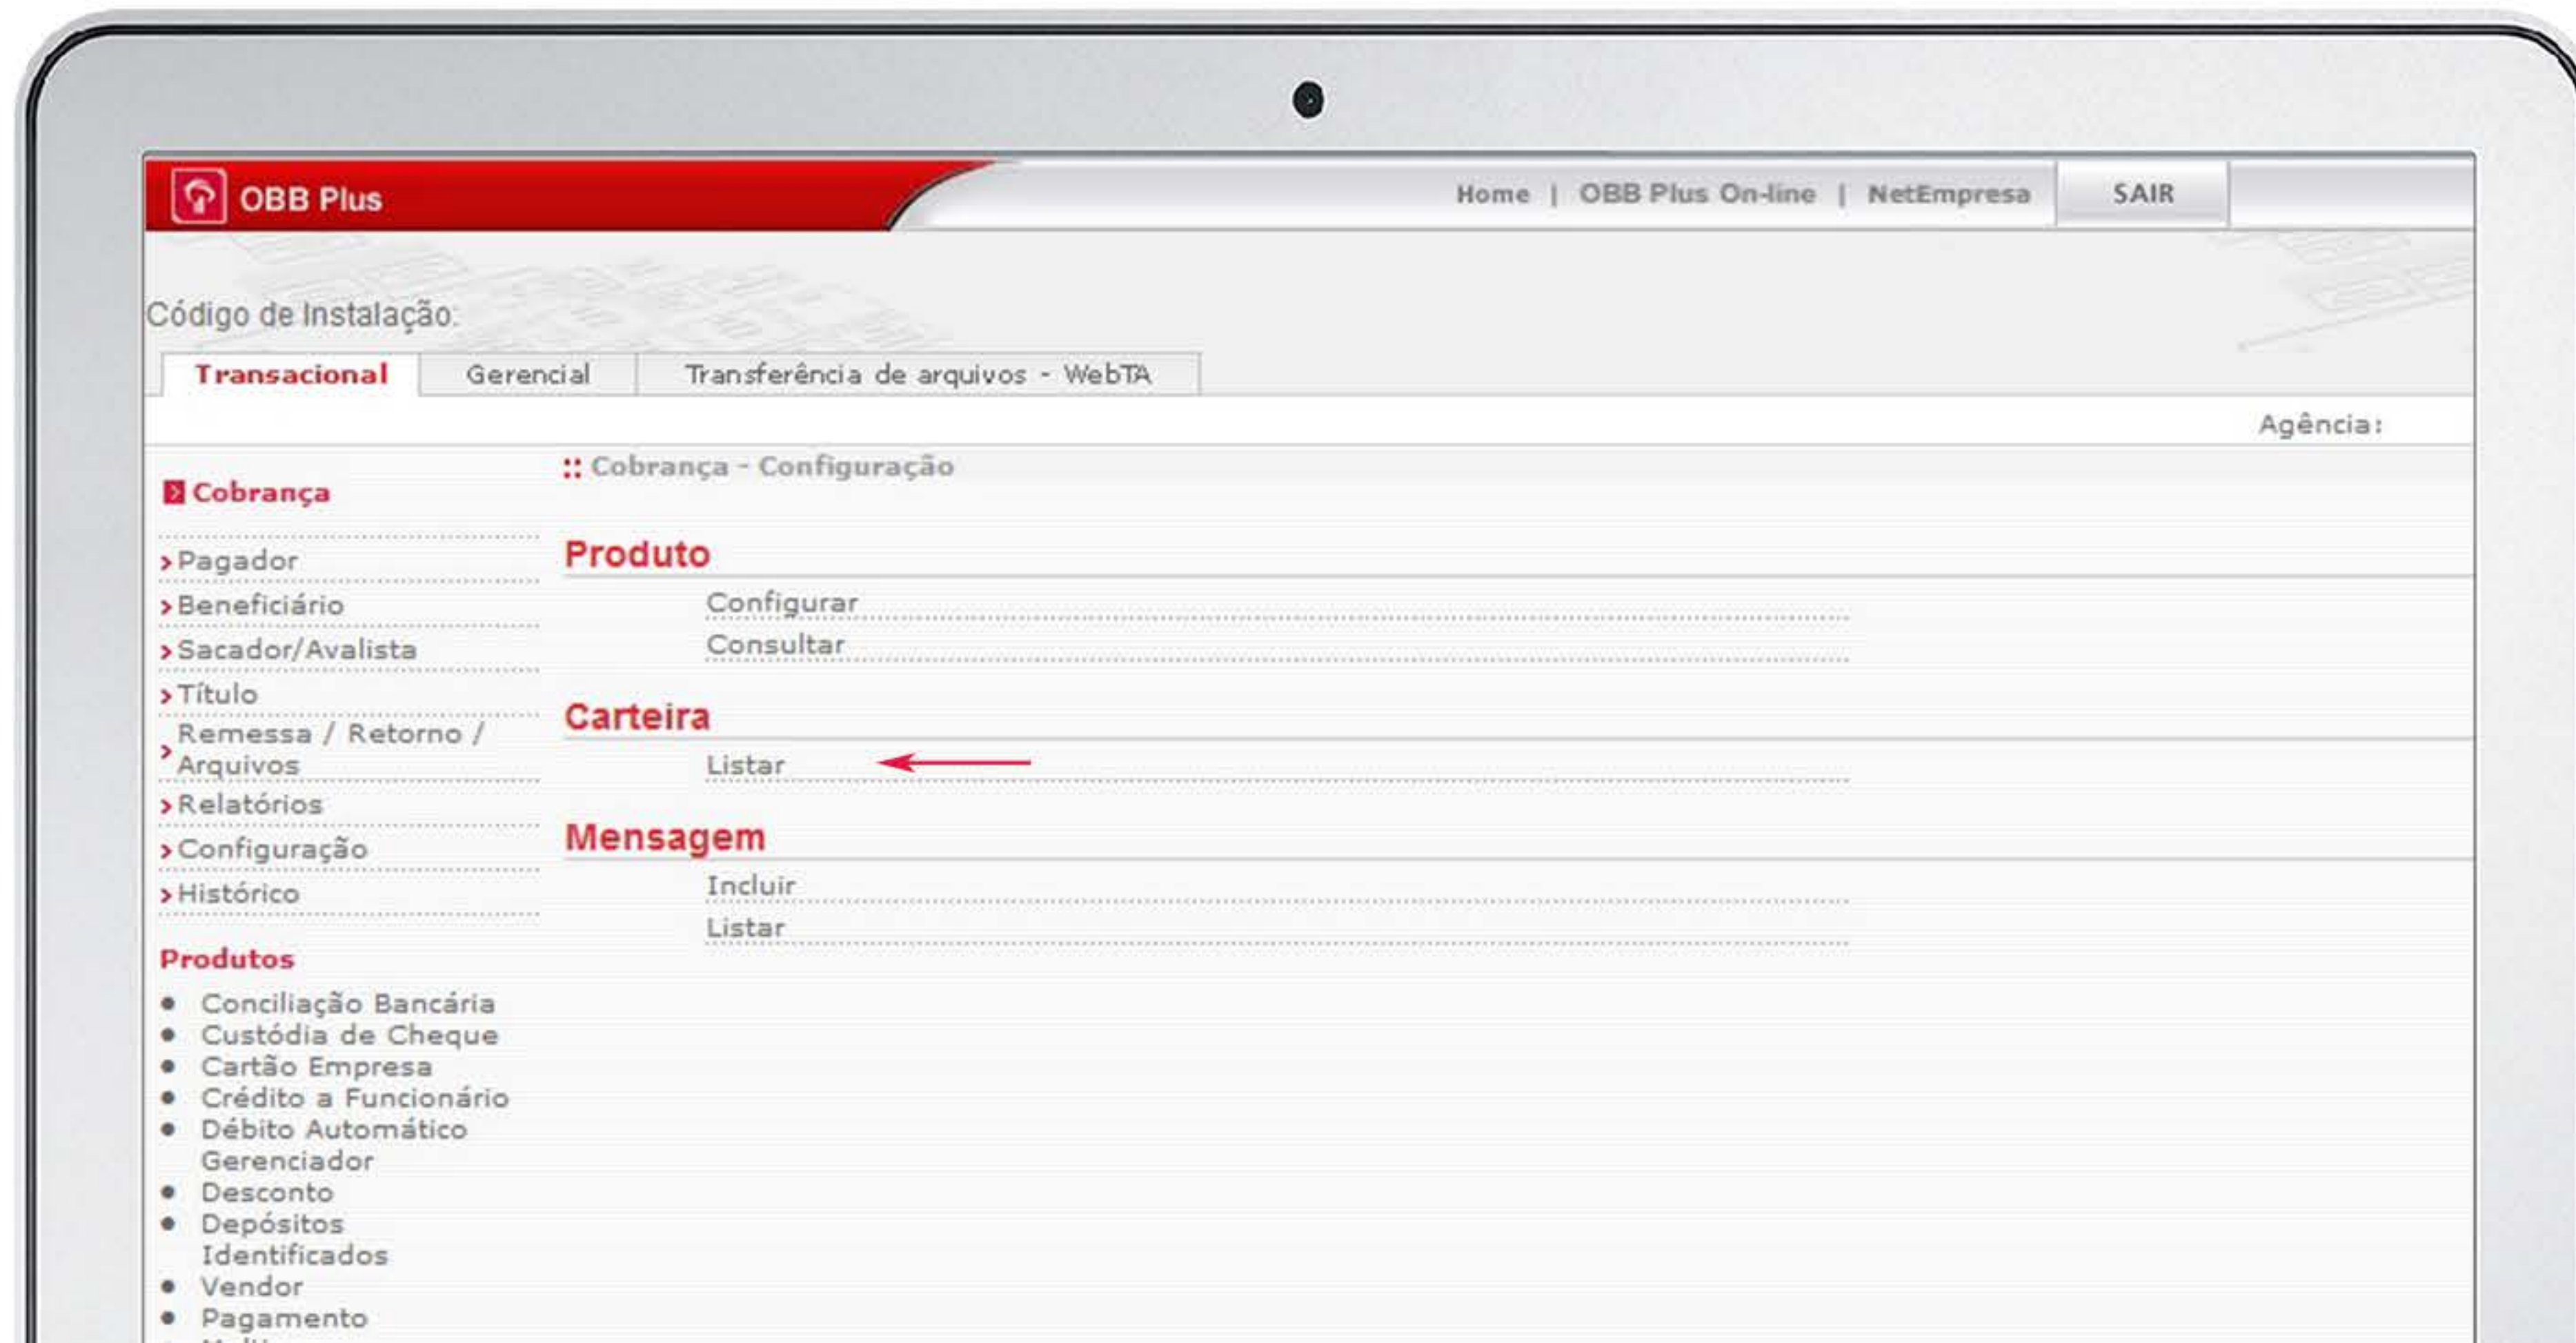 OBB Plus
Home | OBB Plus On-line | NetEmpresa SAIR
Código de Instalação:
Transacional Gerencial Transferência de arquivos - WebTA
Agência:
Cobrança
Pagador
Beneficiário
Sacador/Avalista
Título
Remessa / Retorno /
Arquivos
Relatórios
Configuração
Histórico
Produtos
Conciliação Bancária
Custódia de Cheque
Cartão Empresa
Crédito a Funcionário
Débito Automático
Gerenciador
Desconto
Depósitos
Identificados
Vendor
Pagamento
:: Cobrança - Configuração
Produto
Configurar
Consultar
Carteira
Listar
Mensagem
Incluir
Listar